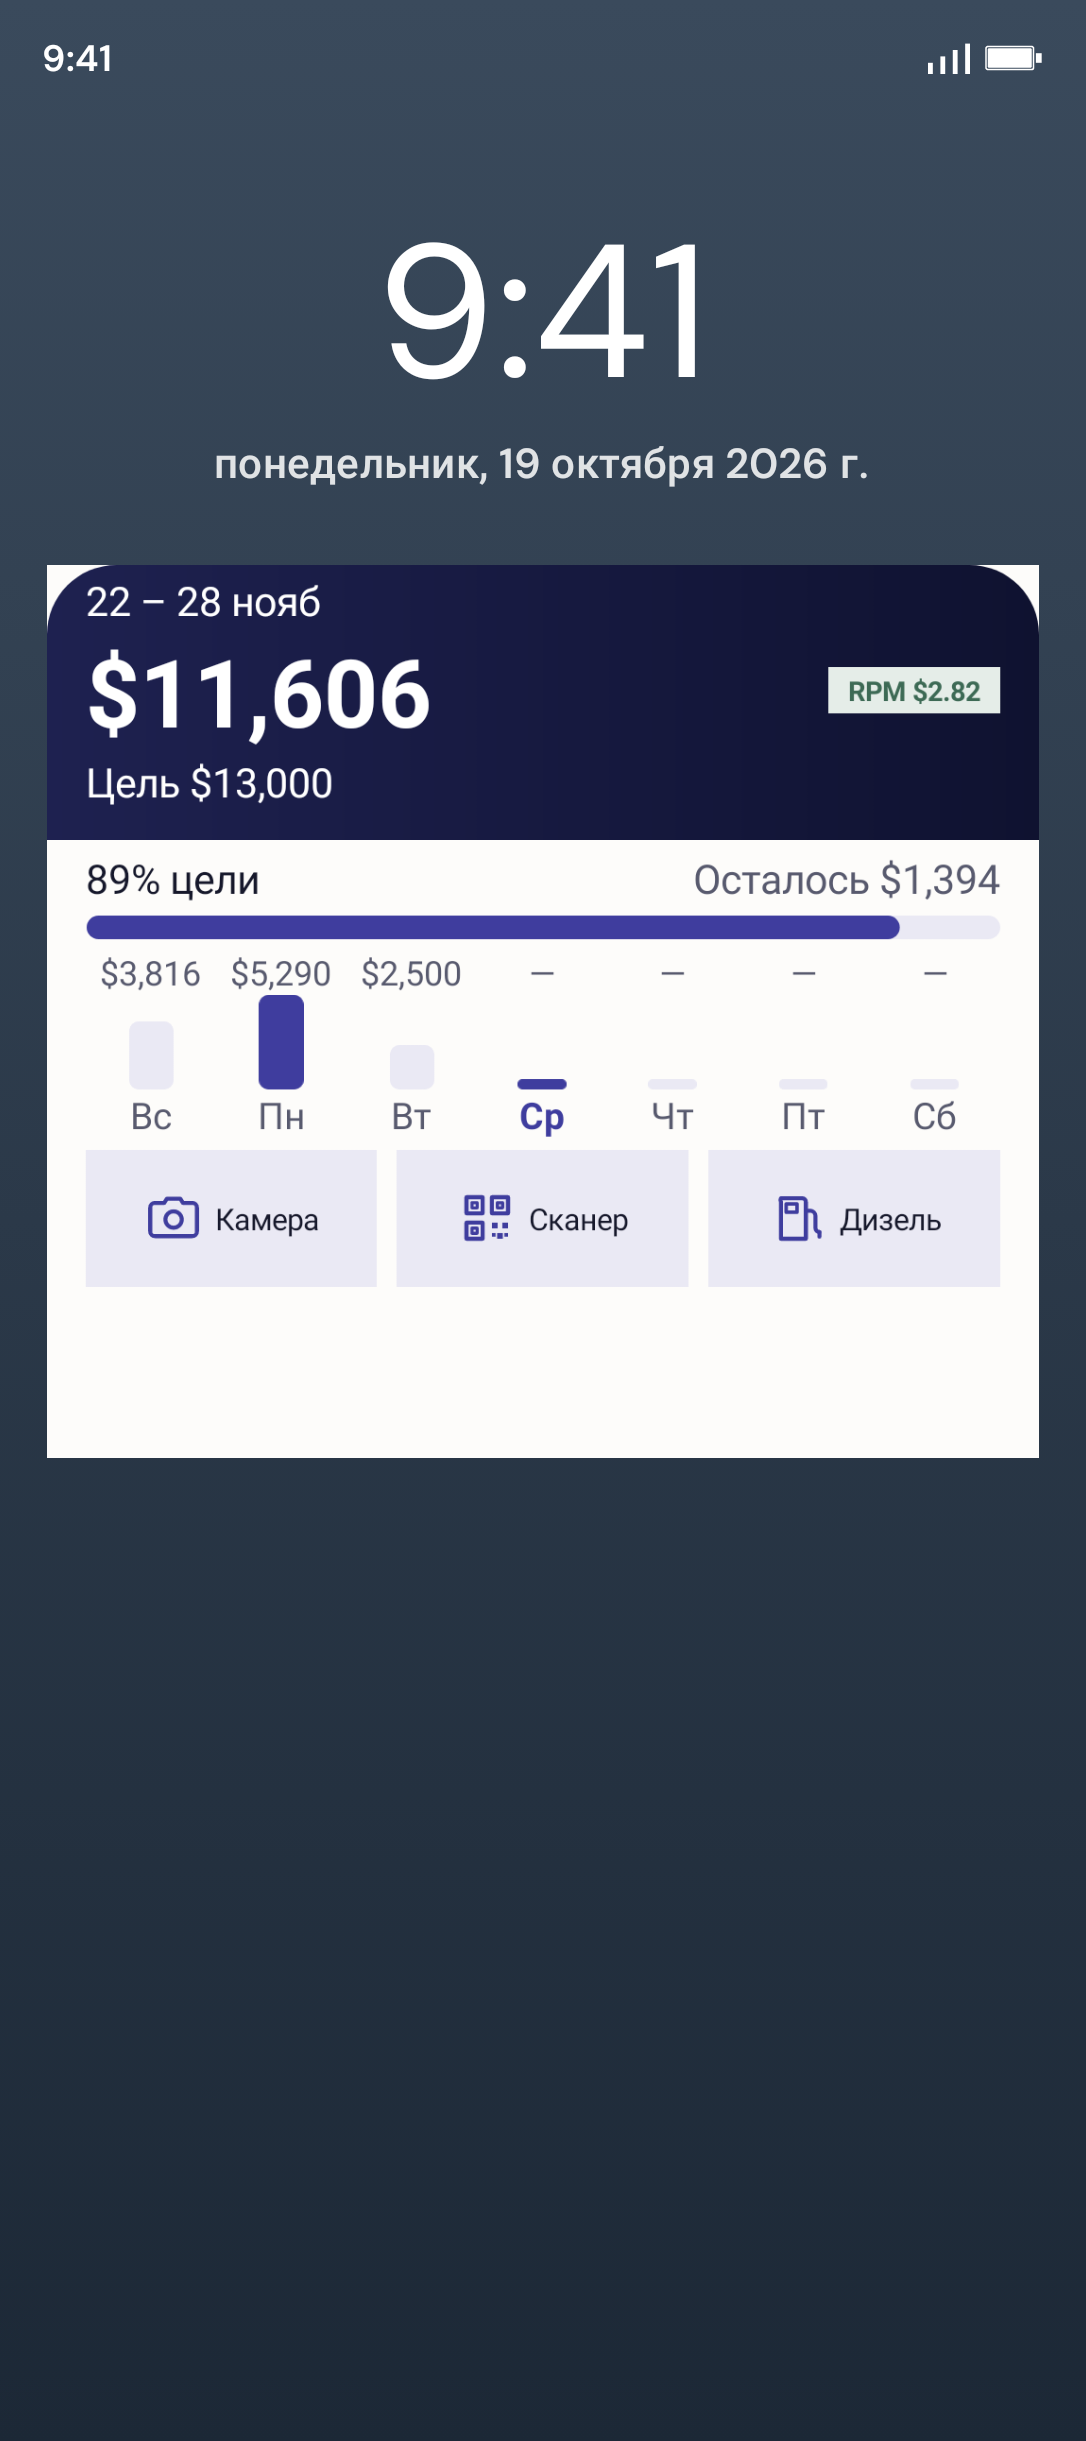 9:41
9:41
понедельник, 19 октября 2026 г.
22 – 28 нояб
$11,606
RPM $2.82
Цель $13,000
89% цели Осталось $1,394
$3,816 $5,290 $2,500 — — — —
Вс Пн Вт Ср Чт Пт Сб
Камера Сканер Дизель